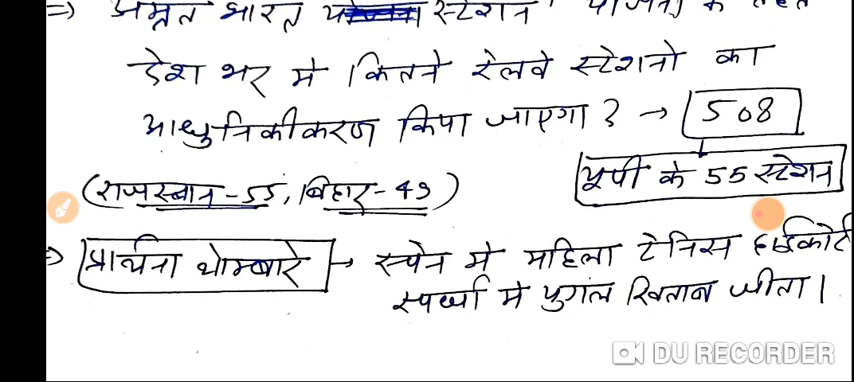 => अमृत भारत स्टेशन योजना के तहत
देश भर मे कितने रेलवे स्टेशनो का
आधुनिकीकरण किया जाएगा ? → 508
यूपी के 55 स्टेशन
(राजस्थान - 55, बिहार - 49)
=> प्रार्थना थोम्बारे → स्पेन मे महिला टेनिस हार्डकोर्ट
स्पर्धा मे युगल खिताब जीता।
DU RECORDER